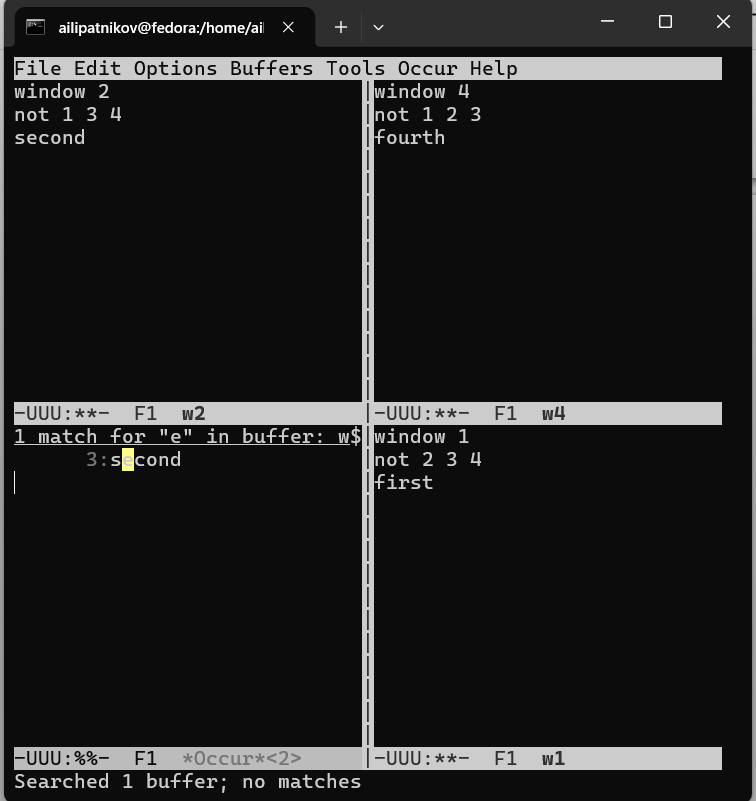 ailipatnikov@fedora:/home/ail
File Edit Options Buffers Tools Occur Help
window 2
not 1 3 4
second
-UUU:**-  F1  w2
window 4
not 1 2 3
fourth
-UUU:**-  F1  w4
1 match for "e" in buffer: w$
3:second
-UUU:%%-  F1  *Occur*<2>
window 1
not 2 3 4
first
-UUU:**-  F1  w1
Searched 1 buffer; no matches